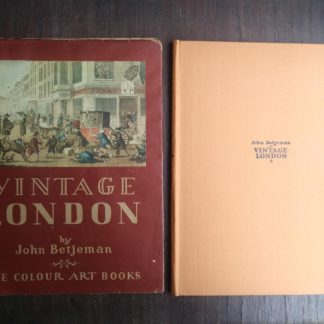 VINTAGE
LONDON
by
John Betjeman
COLOUR ART BOOKS
John Betjeman
VINTAGE
LONDON